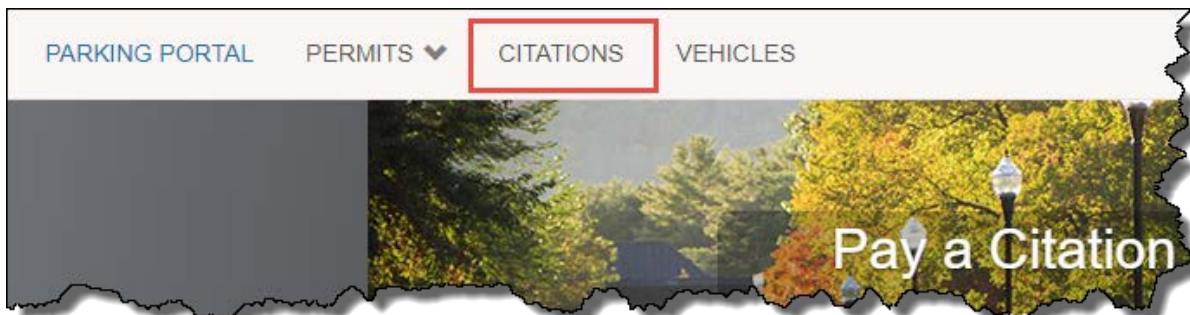 PARKING PORTAL PERMITS CITATIONS VEHICLES
Pay a Citation